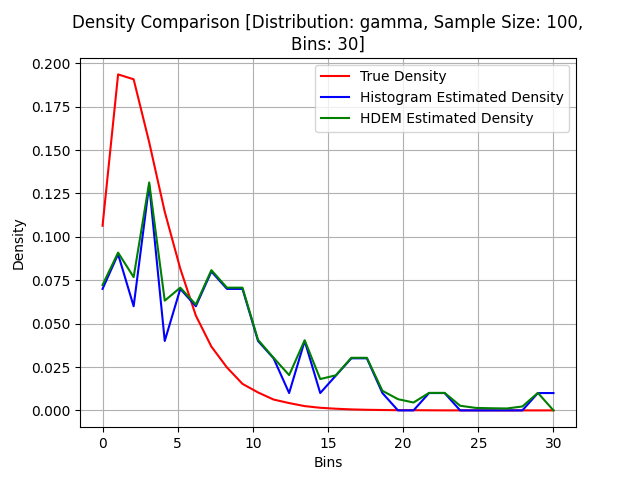 Density Comparison [Distribution: gamma, Sample Size: 100,
Bins: 30]
True Density
Histogram Estimated Density
HDEM Estimated Density
Density
0.200
0.175
0.150
0.125
0.100
0.075
0.050
0.025
0.000
0 5 10 15 20 25 30
Bins